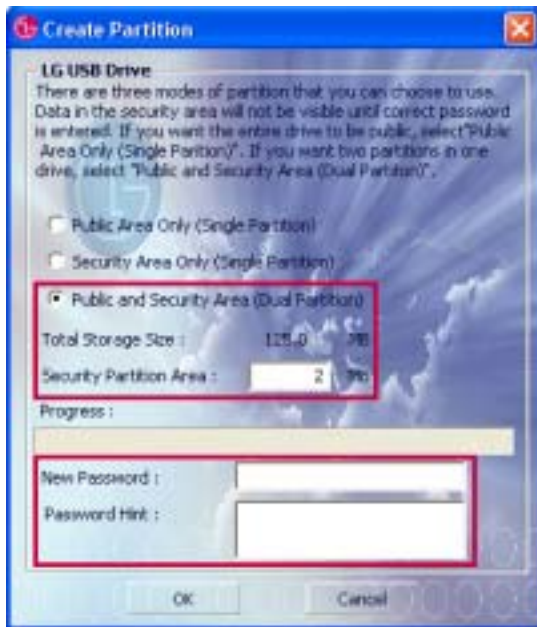 Create Partition
LG USB Drive
There are three modes of partition that you can choose to use.
Data in the security area will not be visible until correct password
is entered. If you want the entire drive to be public, select"Public
Area Only (Single Parition)". If you want two partitions in one
drive, select "Public and Security Area (Dual Partition)".
Public Area Only (Single Partition)
Security Area Only (Single Partition)
Public and Security Area (Dual Partition)
Total Storage Size : 125.0 MB
Security Partition Area : 2 MB
Progress :
New Password :
Password Hint :
OK Cancel